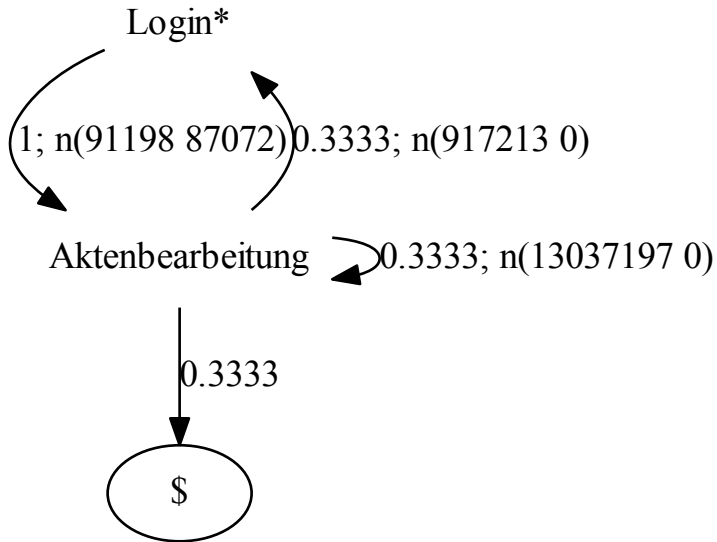 Login*
1; n(91198 87072)
0.3333; n(917213 0)
Aktenbearbeitung
0.3333; n(13037197 0)
0.3333
$